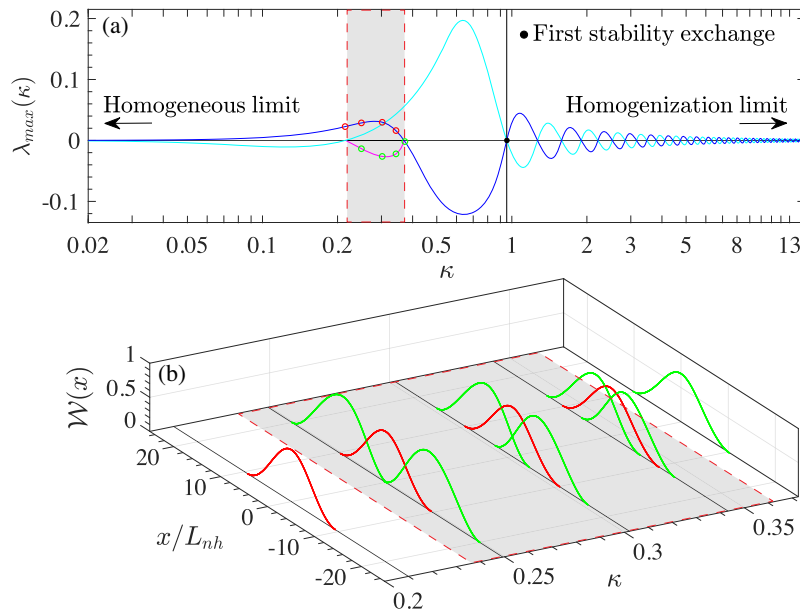 (a)
First stability exchange
Homogeneous limit
Homogenization limit
λmax(κ)
0.2
0.1
0
-0.1
0.02 0.05 0.1 0.2 0.5 1 2 3 5 8 13
κ
(b)
𝒲(x)
1
0.5
0
20
10
0
-10
-20
x/Lnh
0.2
0.25
0.3
0.35
κ